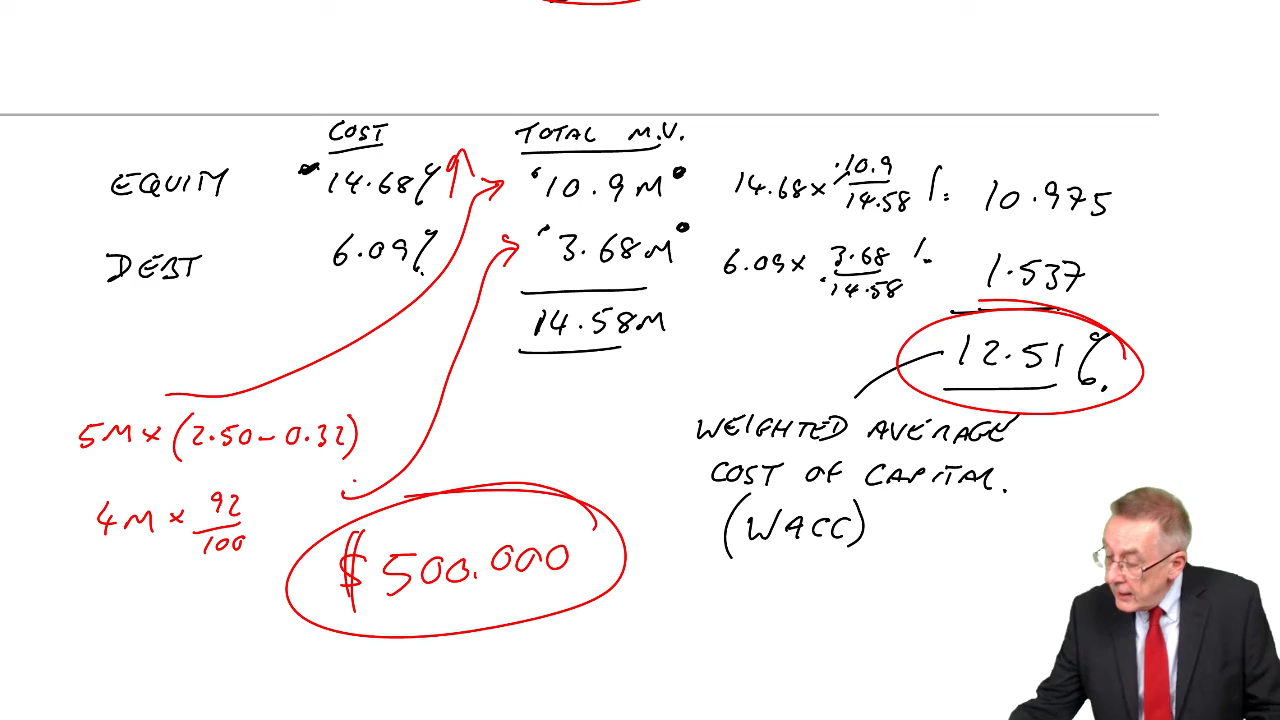 COST TOTAL M.V.
EQUITY 14.68% 10.9M 14.68 × 10.9/14.58 % = 10.975
DEBT 6.09% 3.68M 6.09 × 3.68/14.58 % = 1.537
14.58M
12.51%
5M × (2.50 - 0.32)
WEIGHTED AVERAGE
COST OF CAPITAL.
4M × 92/100
(WACC)
$ 500.000